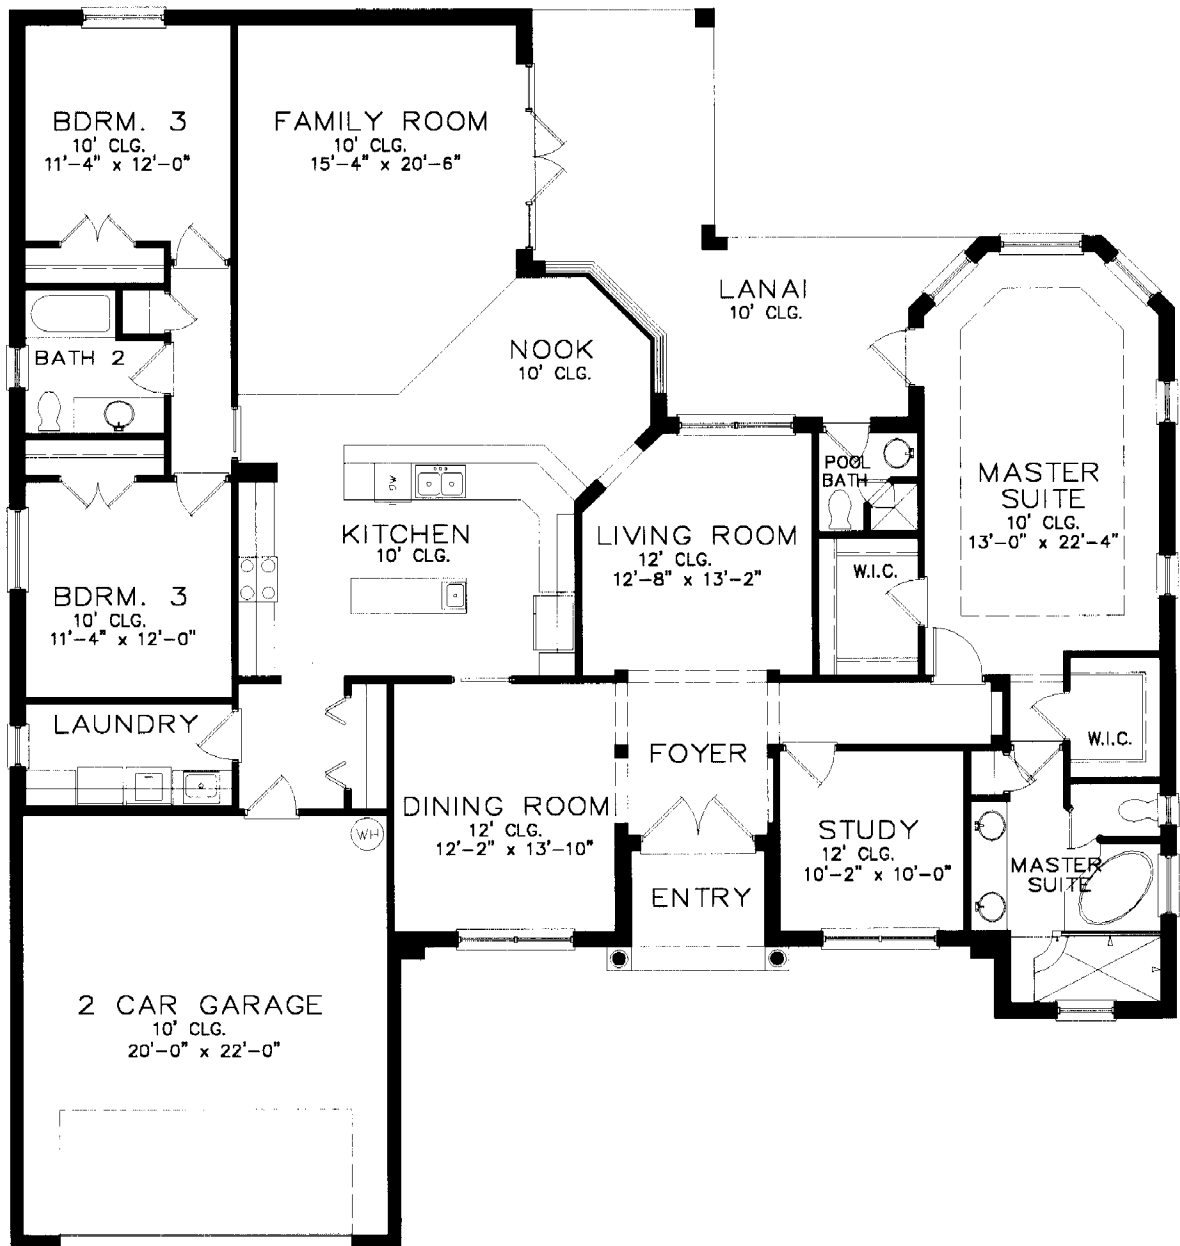 BDRM. 3
10' CLG.
11'-4" x 12'-0"
FAMILY ROOM
10' CLG.
15'-4" x 20'-6"
LANAI
10' CLG.
NOOK
10' CLG.
BATH 2
POOL
BATH
MASTER
SUITE
10' CLG.
13'-0" x 22'-4"
DW
KITCHEN
10' CLG.
LIVING ROOM
12' CLG.
12'-8" x 13'-2"
W.I.C.
BDRM. 3
10' CLG.
11'-4" x 12'-0"
LAUNDRY
FOYER
W.I.C.
DINING ROOM
12' CLG.
12'-2" x 13'-10"
WH
STUDY
12' CLG.
10'-2" x 10'-0"
MASTER
SUITE
ENTRY
2 CAR GARAGE
10' CLG.
20'-0" x 22'-0"